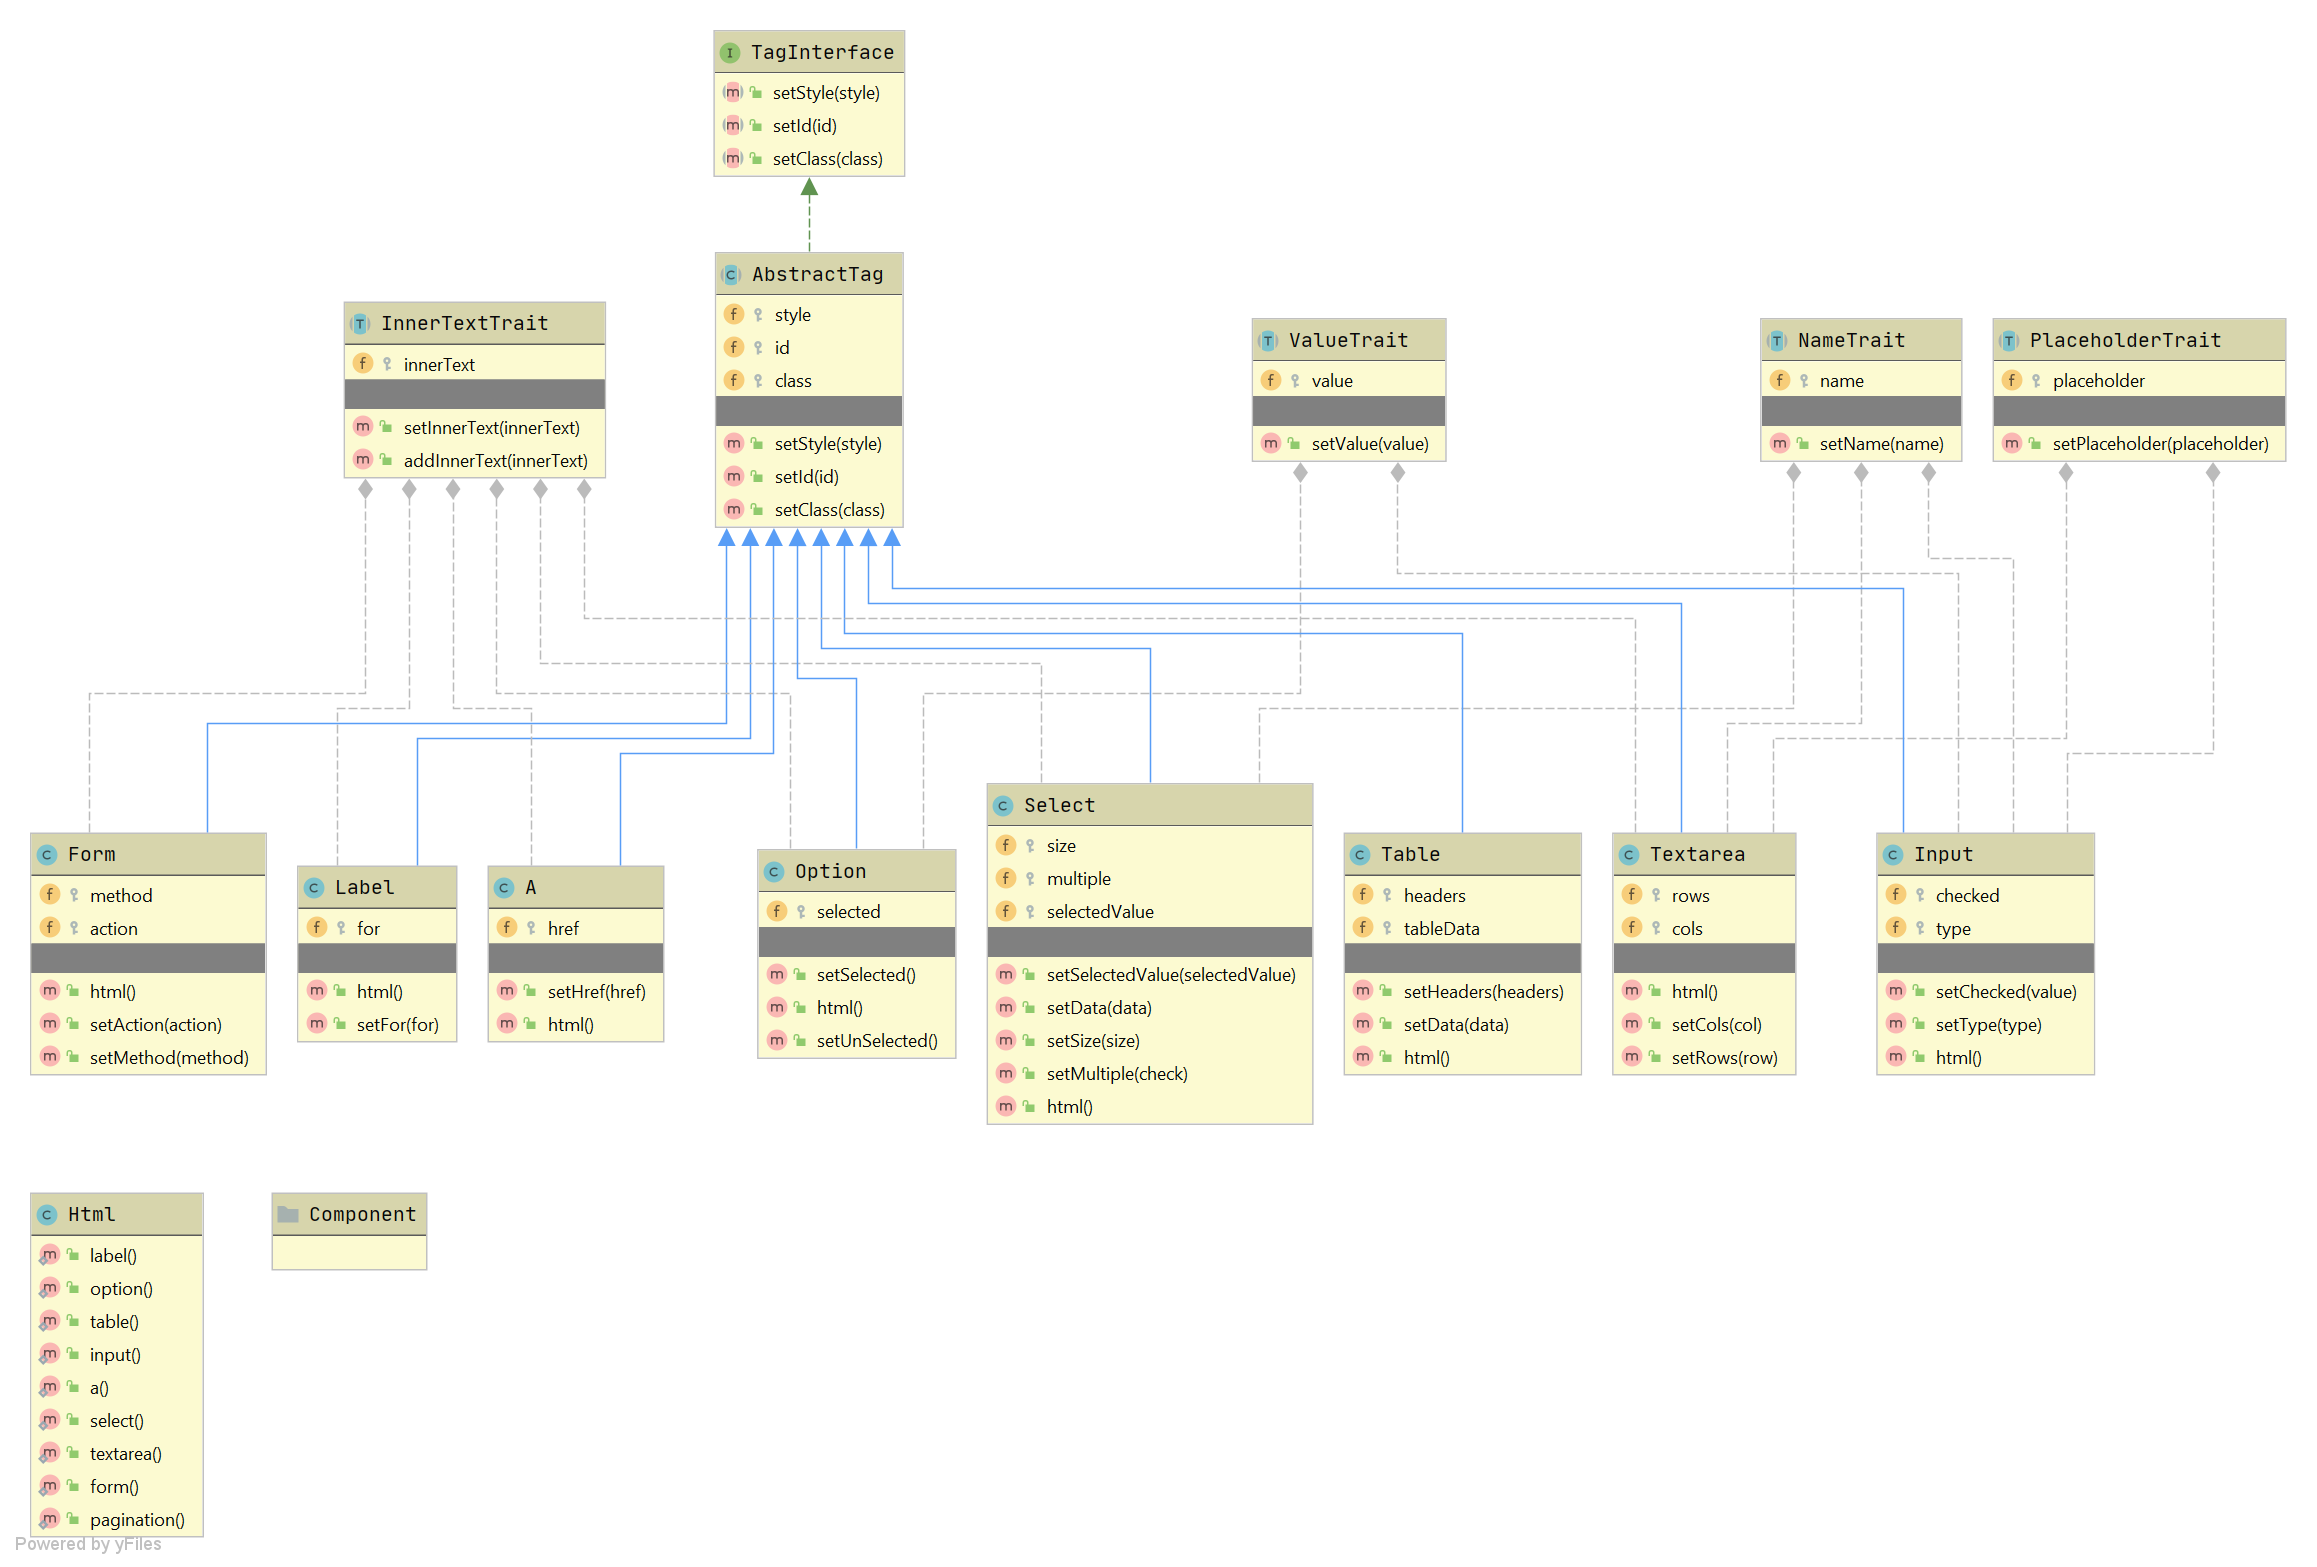 TagInterface
setStyle(style)
setId(id)
setClass(class)
AbstractTag
style
id
class
setStyle(style)
setId(id)
setClass(class)
InnerTextTrait
innerText
setInnerText(innerText)
addInnerText(innerText)
ValueTrait
value
setValue(value)
NameTrait
name
setName(name)
PlaceholderTrait
placeholder
setPlaceholder(placeholder)
Form
method
action
html()
setAction(action)
setMethod(method)
Label
for
html()
setFor(for)
A
href
setHref(href)
html()
Option
selected
setSelected()
html()
setUnSelected()
Select
size
multiple
selectedValue
setSelectedValue(selectedValue)
setData(data)
setSize(size)
setMultiple(check)
html()
Table
headers
tableData
setHeaders(headers)
setData(data)
html()
Textarea
rows
cols
html()
setCols(col)
setRows(row)
Input
checked
type
setChecked(value)
setType(type)
html()
Html
label()
option()
table()
input()
a()
select()
textarea()
form()
pagination()
Component
Powered by yFiles